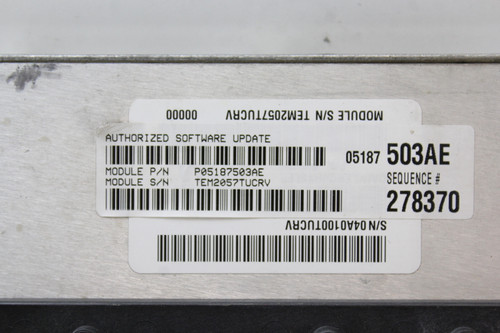 MODULE S/N TEM2057TUCRV 00000
AUTHORIZED SOFTWARE UPDATE
05187 503AE
MODULE P/N P05187503AE
MODULE S/N TEM2057TUCRV
SEQUENCE #
278370
S/N 04A0100TUCRV